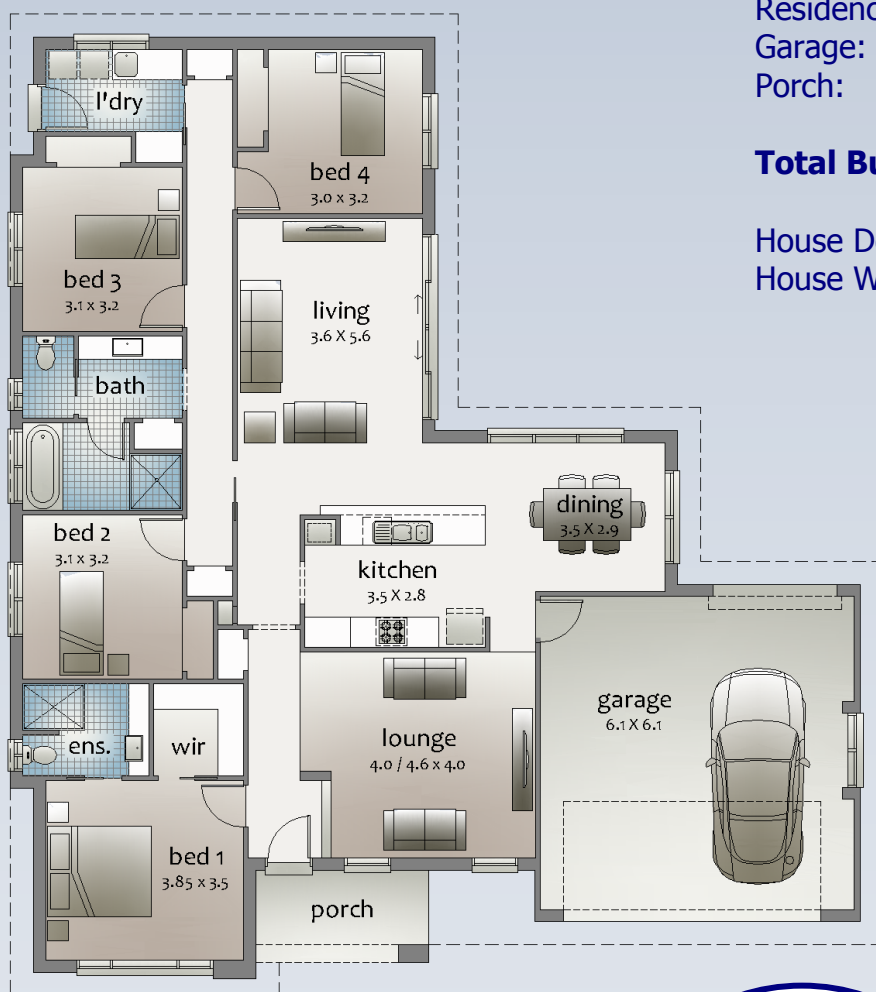 Residenc
Garage:
Porch:
Total Bu
House D
House W
l'dry
bed 4
3.0 x 3.2
bed 3
3.1 x 3.2
living
3.6 X 5.6
bath
dining
3.5 X 2.9
bed 2
3.1 x 3.2
kitchen
3.5 X 2.8
garage
6.1 X 6.1
ens.
wir
lounge
4.0 / 4.6 x 4.0
bed 1
3.85 x 3.5
porch